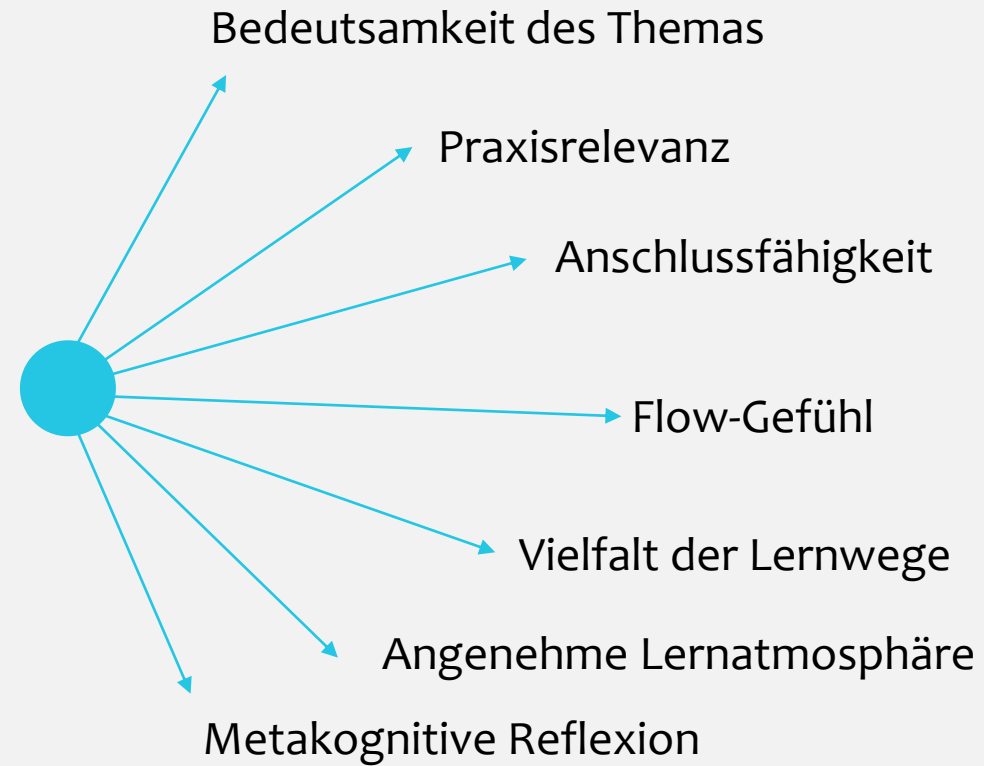 Bedeutsamkeit des Themas
Praxisrelevanz
Anschlussfähigkeit
Flow-Gefühl
Vielfalt der Lernwege
Angenehme Lernatmosphäre
Metakognitive Reflexion